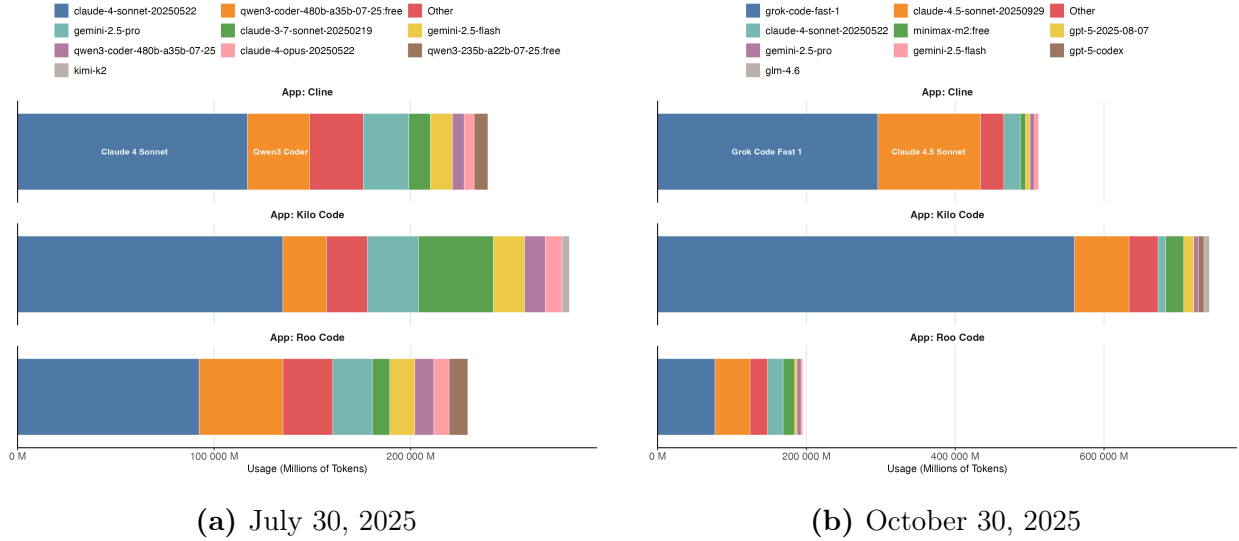 claude-4-sonnet-20250522 qwen3-coder-480b-a35b-07-25:free Other
gemini-2.5-pro claude-3-7-sonnet-20250219 gemini-2.5-flash
qwen3-coder-480b-a35b-07-25 claude-4-opus-20250522 qwen3-235b-a22b-07-25:free
kimi-k2
App: Cline
Claude 4 Sonnet Qwen3 Coder
App: Kilo Code
App: Roo Code
0 M 100 000 M 200 000 M
Usage (Millions of Tokens)
(a) July 30, 2025
grok-code-fast-1 claude-4.5-sonnet-20250929 Other
claude-4-sonnet-20250522 minimax-m2:free gpt-5-2025-08-07
gemini-2.5-pro gemini-2.5-flash gpt-5-codex
glm-4.6
App: Cline
Grok Code Fast 1 Claude 4.5 Sonnet
App: Kilo Code
App: Roo Code
0 M 200 000 M 400 000 M 600 000 M
Usage (Millions of Tokens)
(b) October 30, 2025